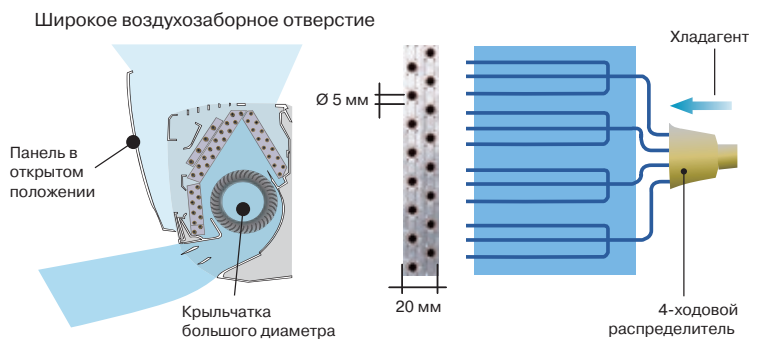 Широкое воздухозаборное отверстие
Хладагент
Ø 5 мм
Панель в
открытом
положении
20 мм
Крыльчатка
большого диаметра
4-ходовой
распределитель